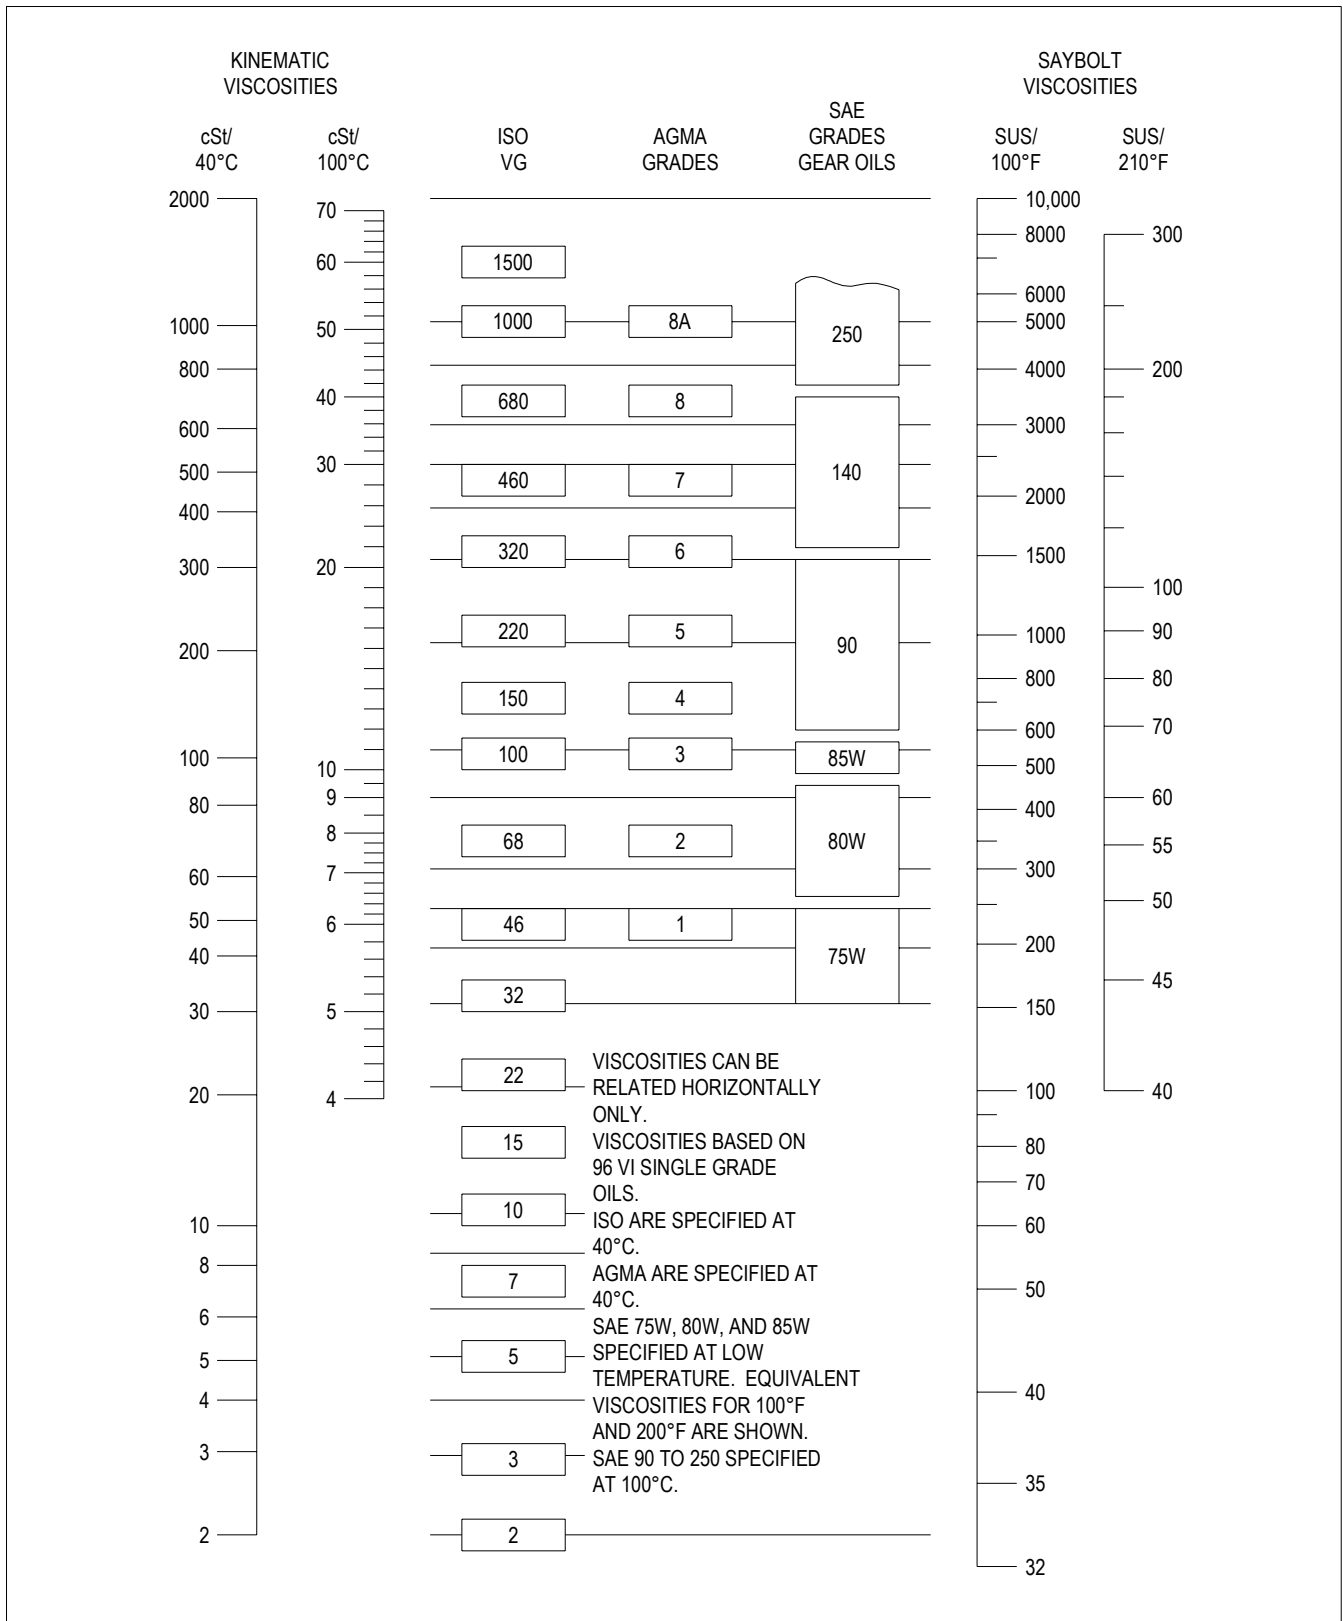 KINEMATIC
VISCOSITIES
SAYBOLT
VISCOSITIES
cSt/
40°C
cSt/
100°C
ISO
VG
AGMA
GRADES
SAE
GRADES
GEAR OILS
SUS/
100°F
SUS/
210°F
2000
1000
800
600
500
400
300
200
100
80
60
50
40
30
20
10
8
6
5
4
3
2
70
60
50
40
30
20
10
9
8
7
6
5
4
1500
1000
680
460
320
220
150
100
68
46
32
22
15
10
7
5
3
2
8A
8
7
6
5
4
3
2
1
250
140
90
85W
80W
75W
VISCOSITIES CAN BE
RELATED HORIZONTALLY
ONLY.
VISCOSITIES BASED ON
96 VI SINGLE GRADE
OILS.
ISO ARE SPECIFIED AT
40°C.
AGMA ARE SPECIFIED AT
40°C.
SAE 75W, 80W, AND 85W
SPECIFIED AT LOW
TEMPERATURE. EQUIVALENT
VISCOSITIES FOR 100°F
AND 200°F ARE SHOWN.
SAE 90 TO 250 SPECIFIED
AT 100°C.
10,000
8000
6000
5000
4000
3000
2000
1500
1000
800
600
500
400
300
200
150
100
80
70
60
50
40
35
32
300
200
100
90
80
70
60
55
50
45
40